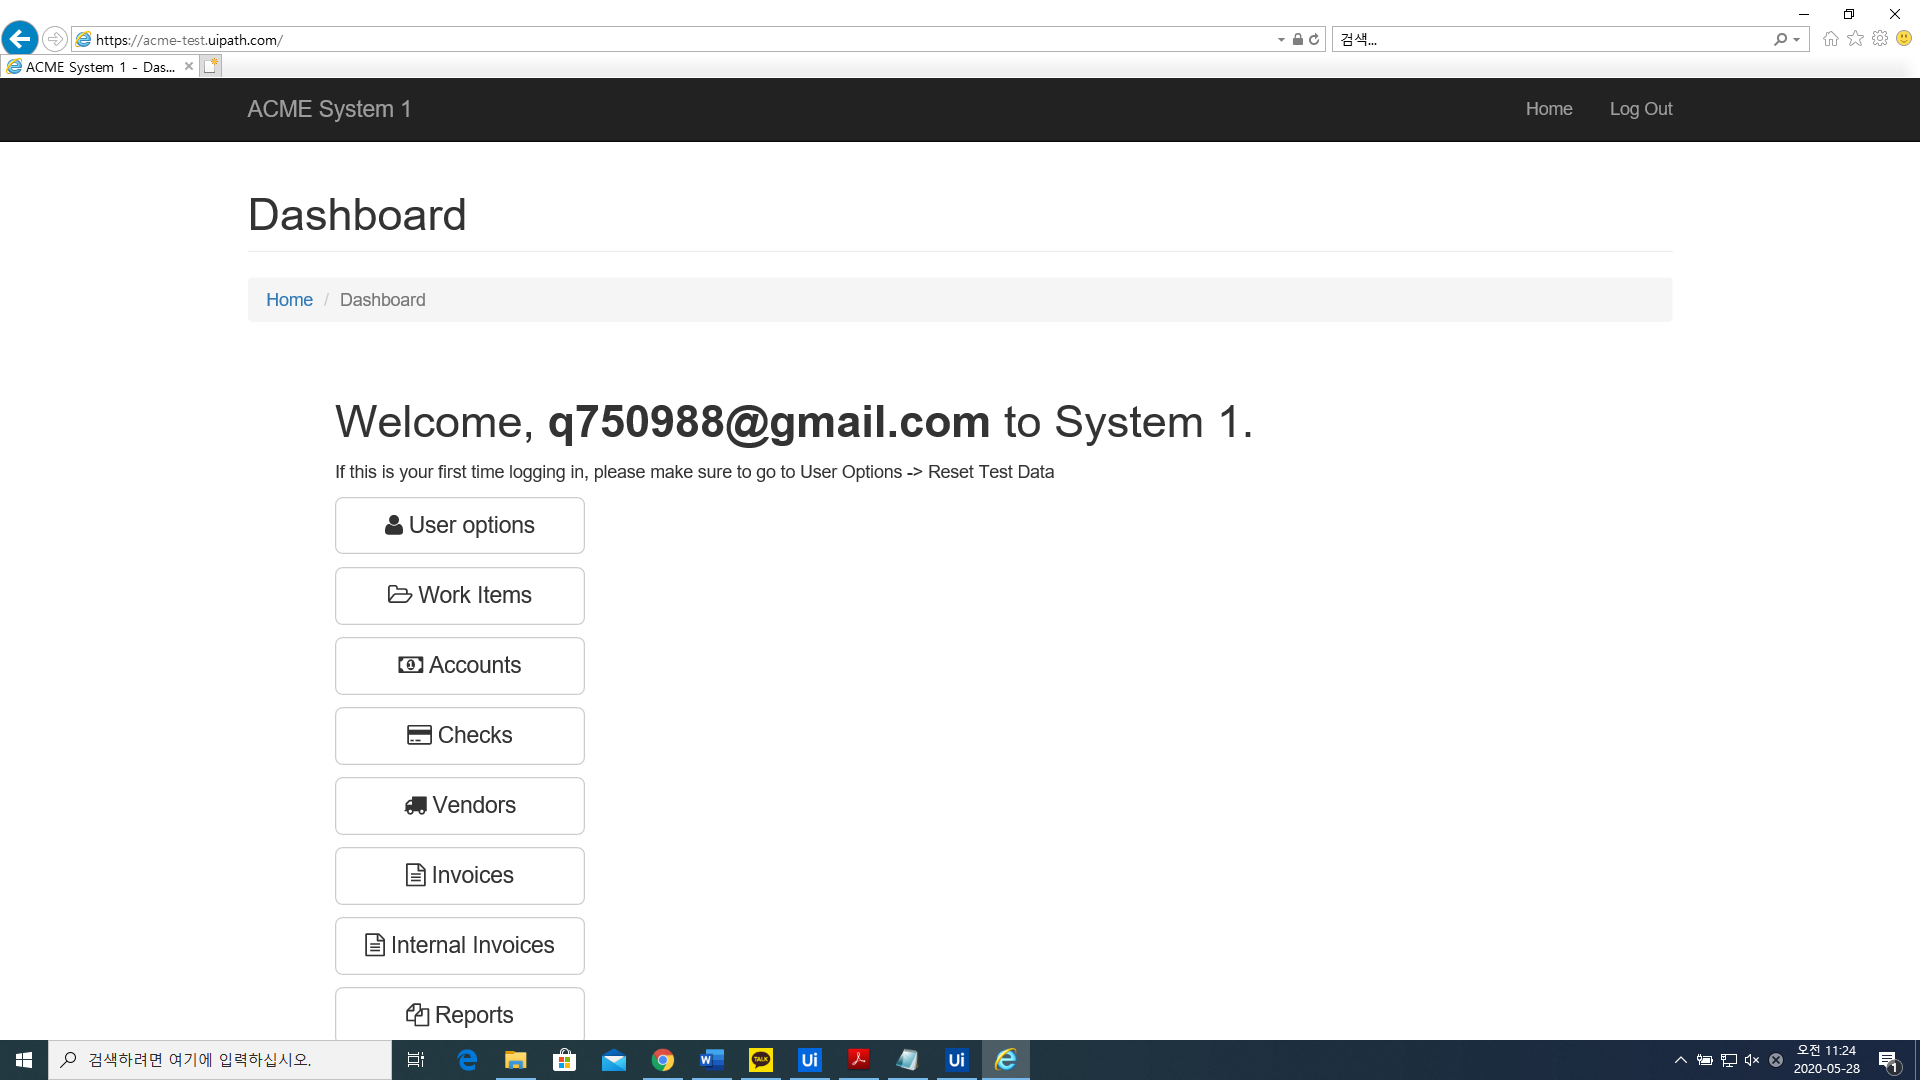 https://acme-test.uipath.com/
검색...
ACME System 1 - Das...
ACME System 1
Home
Log Out
Dashboard
Home / Dashboard
Welcome, q750988@gmail.com to System 1.
If this is your first time logging in, please make sure to go to User Options -> Reset Test Data
User options
Work Items
Accounts
Checks
Vendors
Invoices
Internal Invoices
Reports
검색하려면 여기에 입력하십시오.
TALK
Ui
Ui
오전 11:24
2020-05-28
1